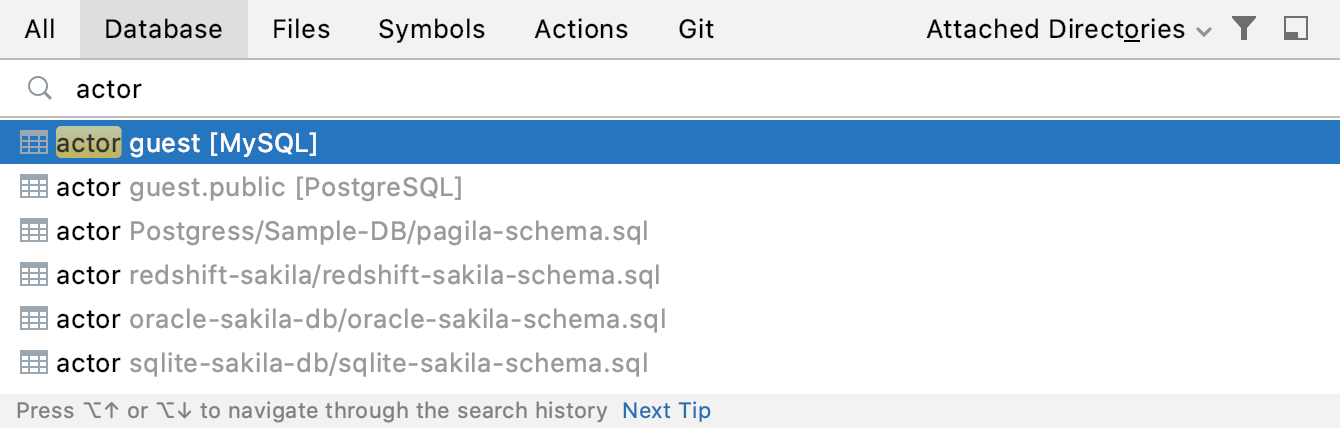 All Database Files Symbols Actions Git Attached Directories
actor
actor guest [MySQL]
actor guest.public [PostgreSQL]
actor Postgress/Sample-DB/pagila-schema.sql
actor redshift-sakila/redshift-sakila-schema.sql
actor oracle-sakila-db/oracle-sakila-schema.sql
actor sqlite-sakila-db/sqlite-sakila-schema.sql
Press ⌥↑ or ⌥↓ to navigate through the search history Next Tip